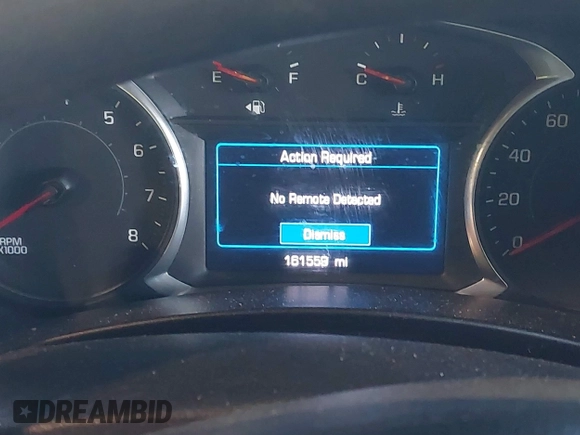 E F
C H
5
6
7
8
RPM
X1000
Action Required
No Remote Detected
Dismiss
161559 mi
60
40
20
0
DREAMBID